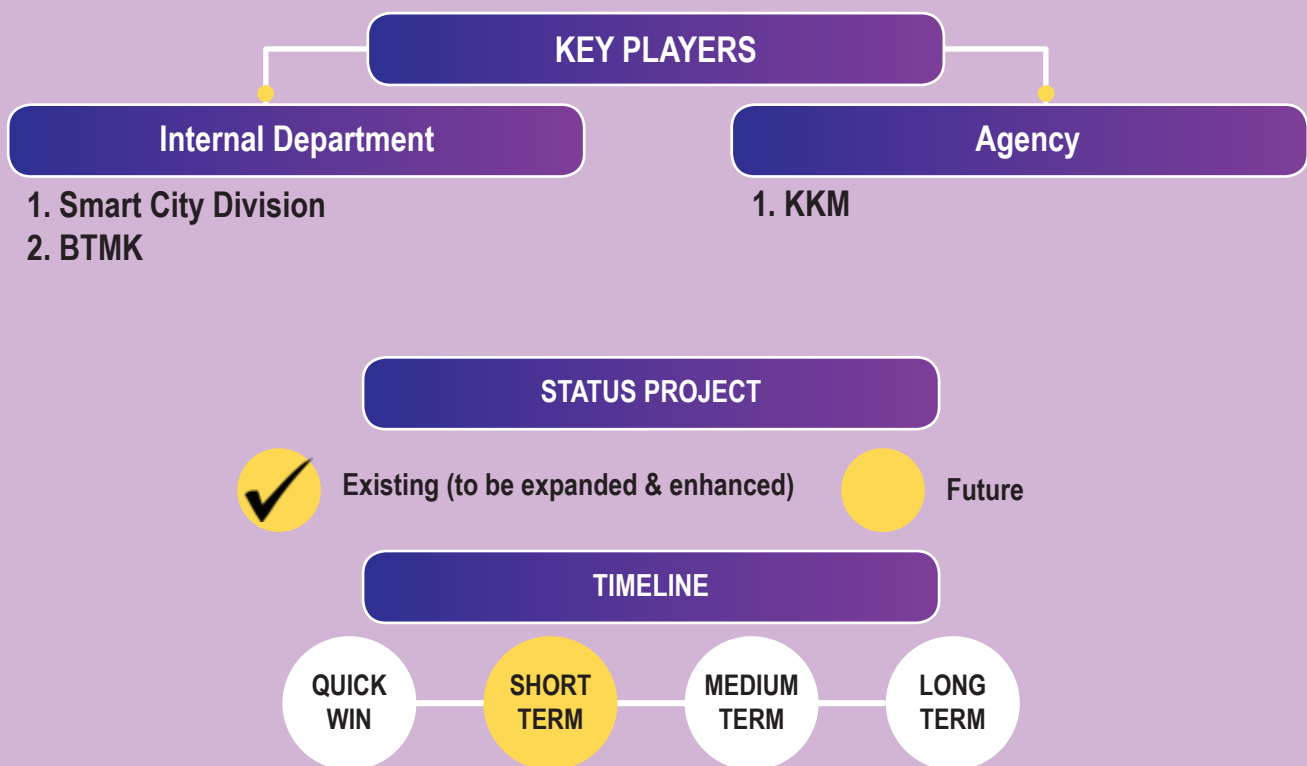 KEY PLAYERS
Internal Department
1. Smart City Division
2. BTMK
Agency
1. KKM
STATUS PROJECT
Existing (to be expanded & enhanced)
Future
TIMELINE
QUICK
WIN
SHORT
TERM
MEDIUM
TERM
LONG
TERM